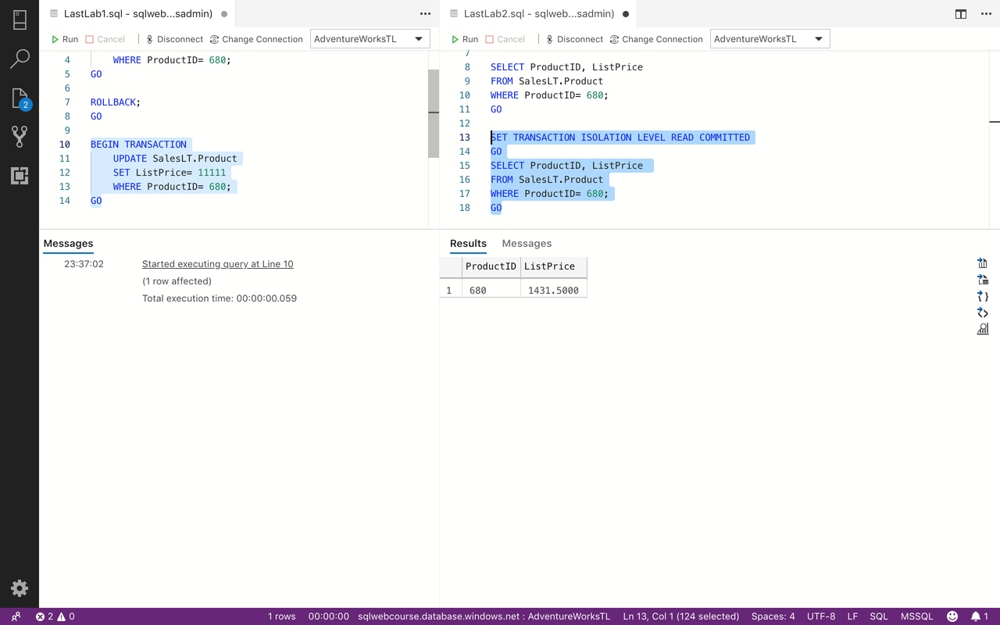 LastLab1.sql - sqlweb...sadmin)
Run Cancel Disconnect Change Connection AdventureWorksTL
4 WHERE ProductID= 680;
5 GO
6
7 ROLLBACK;
8 GO
9
10 BEGIN TRANSACTION
11 UPDATE SalesLT.Product
12 SET ListPrice= 11111
13 WHERE ProductID= 680;
14 GO
Messages
23:37:02 Started executing query at Line 10
(1 row affected)
Total execution time: 00:00:00.059
LastLab2.sql - sqlweb...sadmin)
Run Cancel Disconnect Change Connection AdventureWorksTL
7
8 SELECT ProductID, ListPrice
9 FROM SalesLT.Product
10 WHERE ProductID= 680;
11 GO
12
13 SET TRANSACTION ISOLATION LEVEL READ COMMITTED
14 GO
15 SELECT ProductID, ListPrice
16 FROM SalesLT.Product
17 WHERE ProductID= 680;
18 GO
Results Messages
ProductID ListPrice
1 680 1431.5000
2
2 0 1 rows 00:00:00 sqlwebcourse.database.windows.net : AdventureWorksTL Ln 13, Col 1 (124 selected) Spaces: 4 UTF-8 LF SQL MSSQL 1